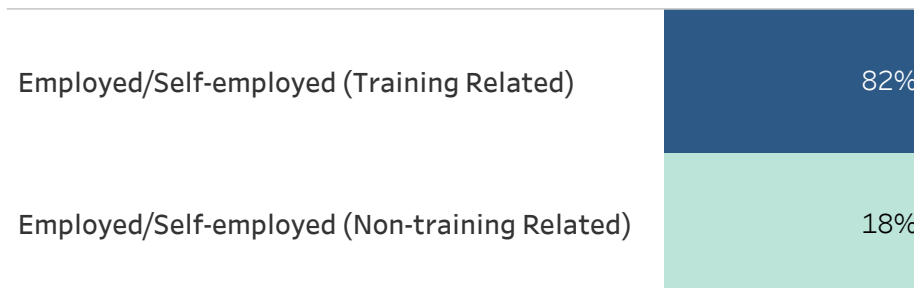 Employed/Self-employed (Training Related) 82%
Employed/Self-employed (Non-training Related) 18%